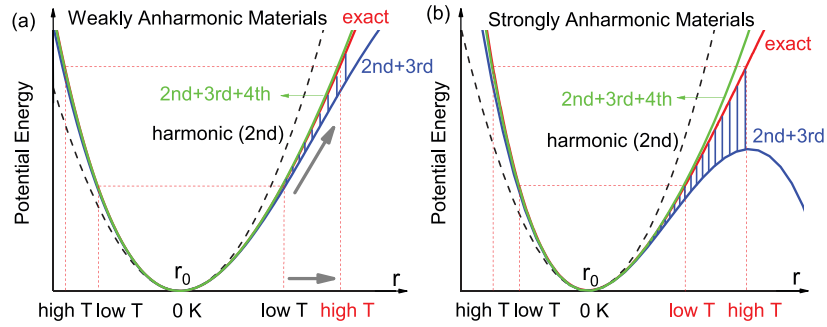 (a)
Weakly Anharmonic Materials
exact
2nd+3rd
2nd+3rd+4th
harmonic (2nd)
Potential Energy
r₀
r
high T
low T
0 K
low T
high T
(b)
Strongly Anharmonic Materials
exact
2nd+3rd+4th
harmonic (2nd)
2nd+3rd
Potential Energy
r₀
r
high T
low T
0 K
low T
high T